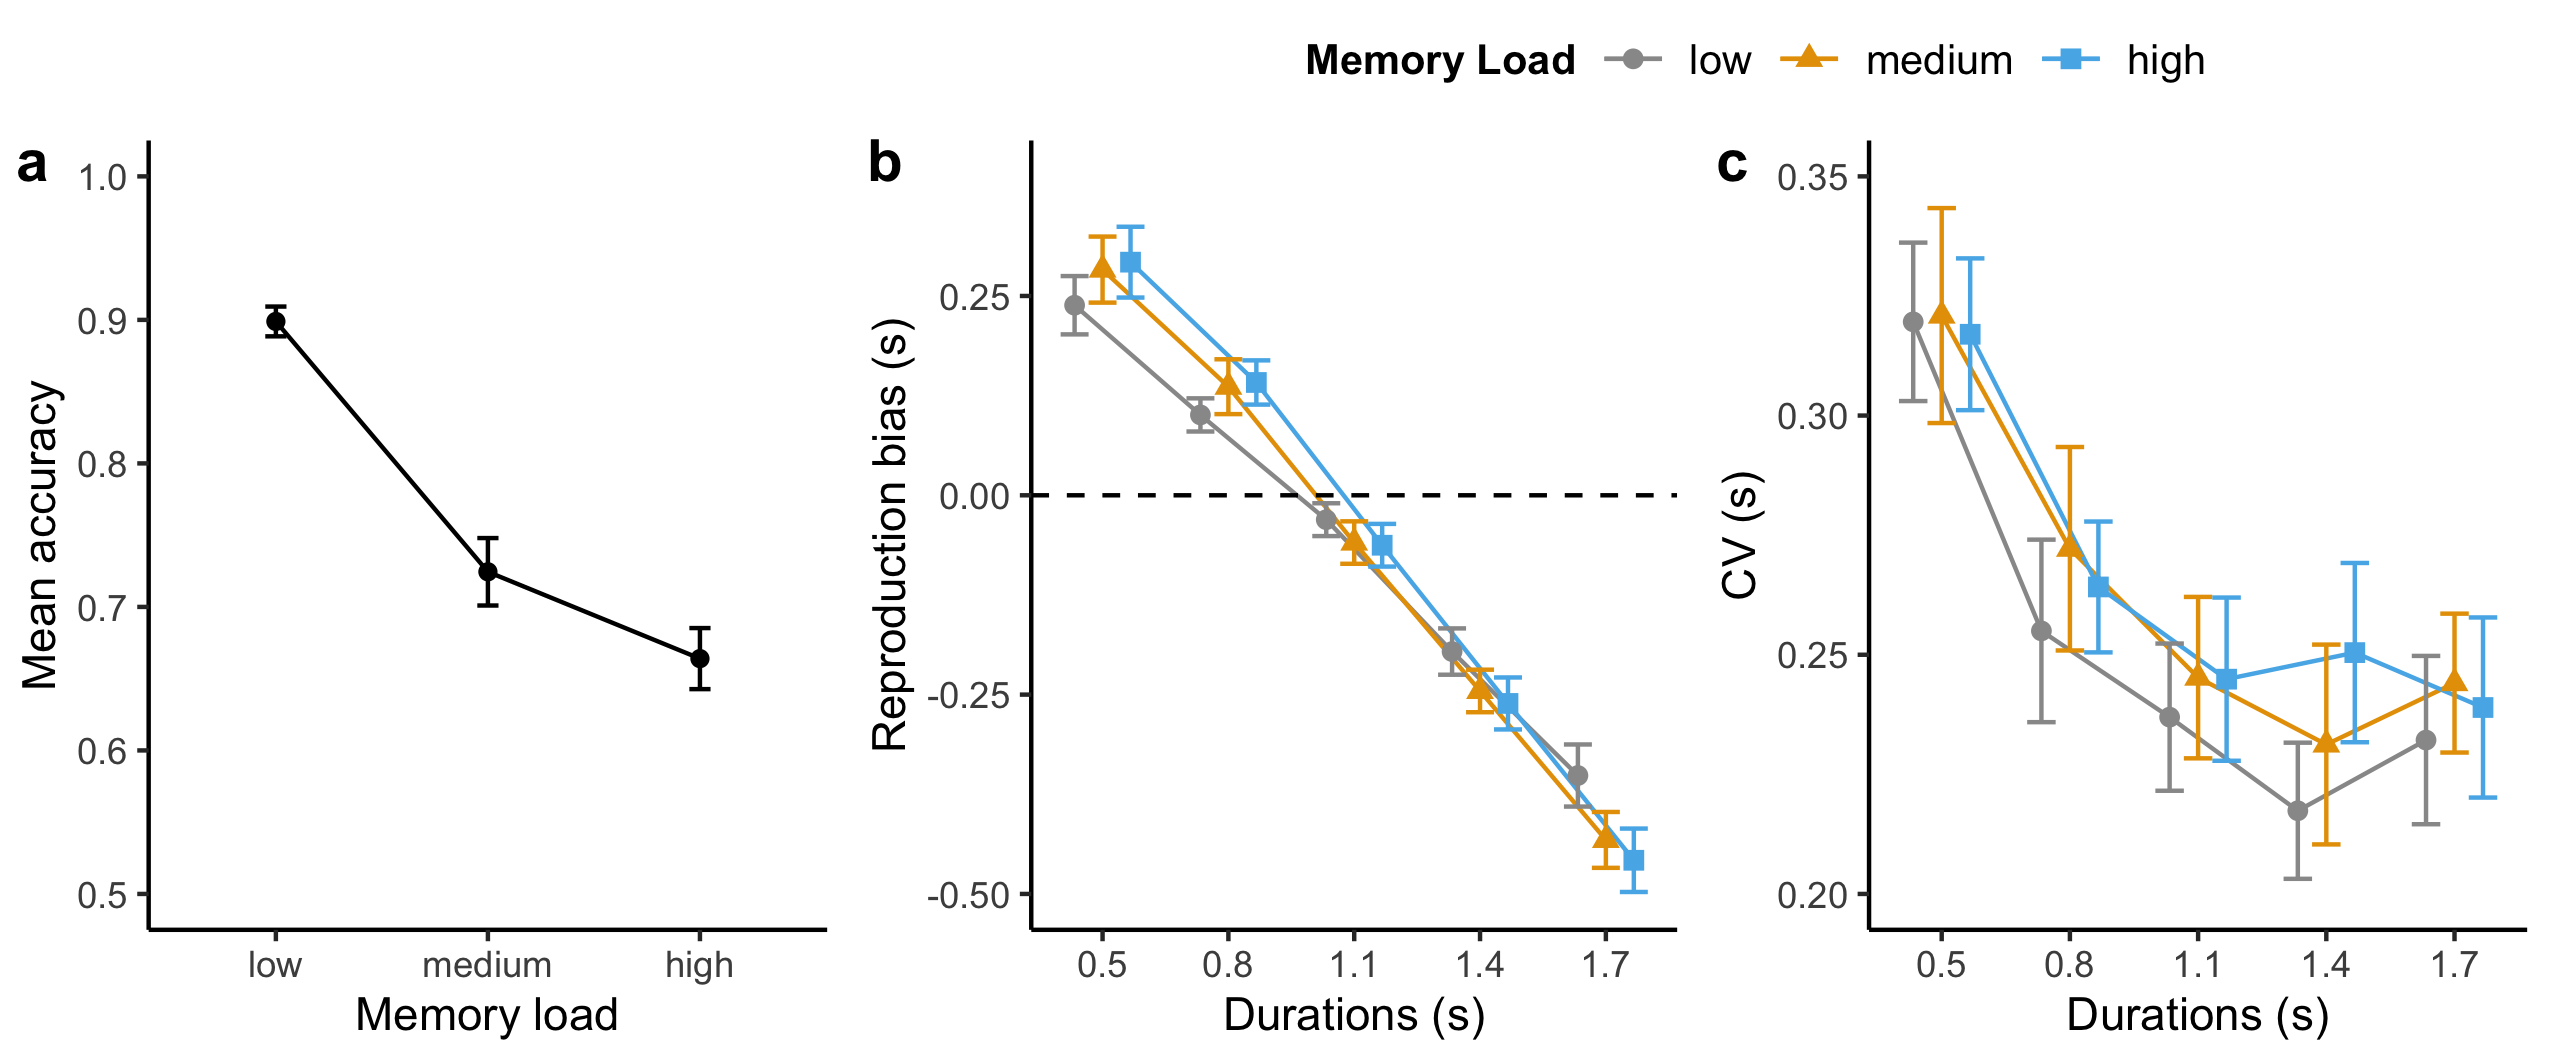 Memory Load low medium high
a
1.0
0.9
0.8
0.7
0.6
0.5
Mean accuracy
low medium high
Memory load
b
0.25
0.00
-0.25
-0.50
Reproduction bias (s)
0.5 0.8 1.1 1.4 1.7
Durations (s)
c
0.35
0.30
0.25
0.20
CV (s)
0.5 0.8 1.1 1.4 1.7
Durations (s)